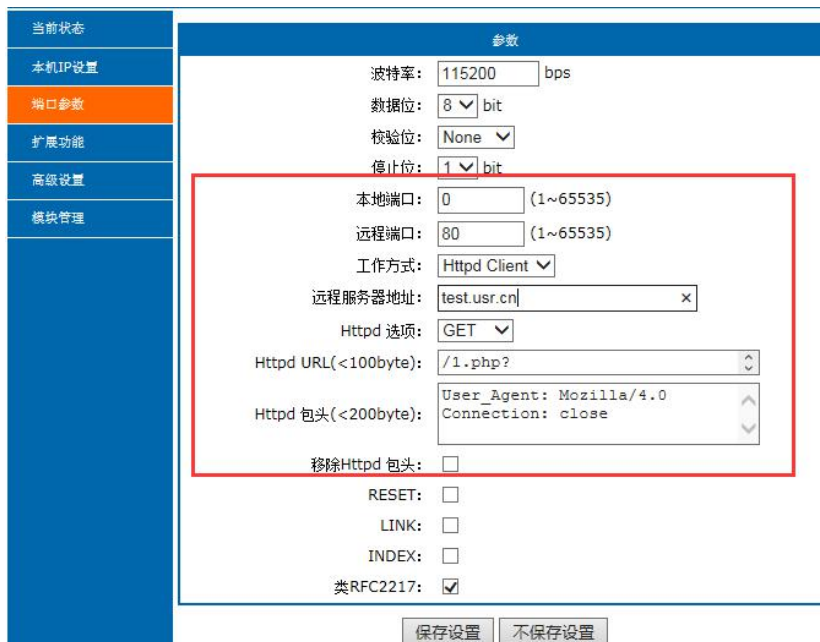 当前状态
本机IP设置
端口参数
扩展功能
高级设置
模块管理
参数
波特率: 115200 bps
数据位: 8 bit
校验位: None
停止位: 1 bit
本地端口: 0 (1~65535)
远程端口: 80 (1~65535)
工作方式: Httpd Client
远程服务器地址: test.usr.cn ×
Httpd 选项: GET
Httpd URL(<100byte): /1.php?
Httpd 包头(<200byte): User_Agent: Mozilla/4.0
Connection: close
移除Httpd 包头:
RESET:
LINK:
INDEX:
类RFC2217:
保存设置 不保存设置